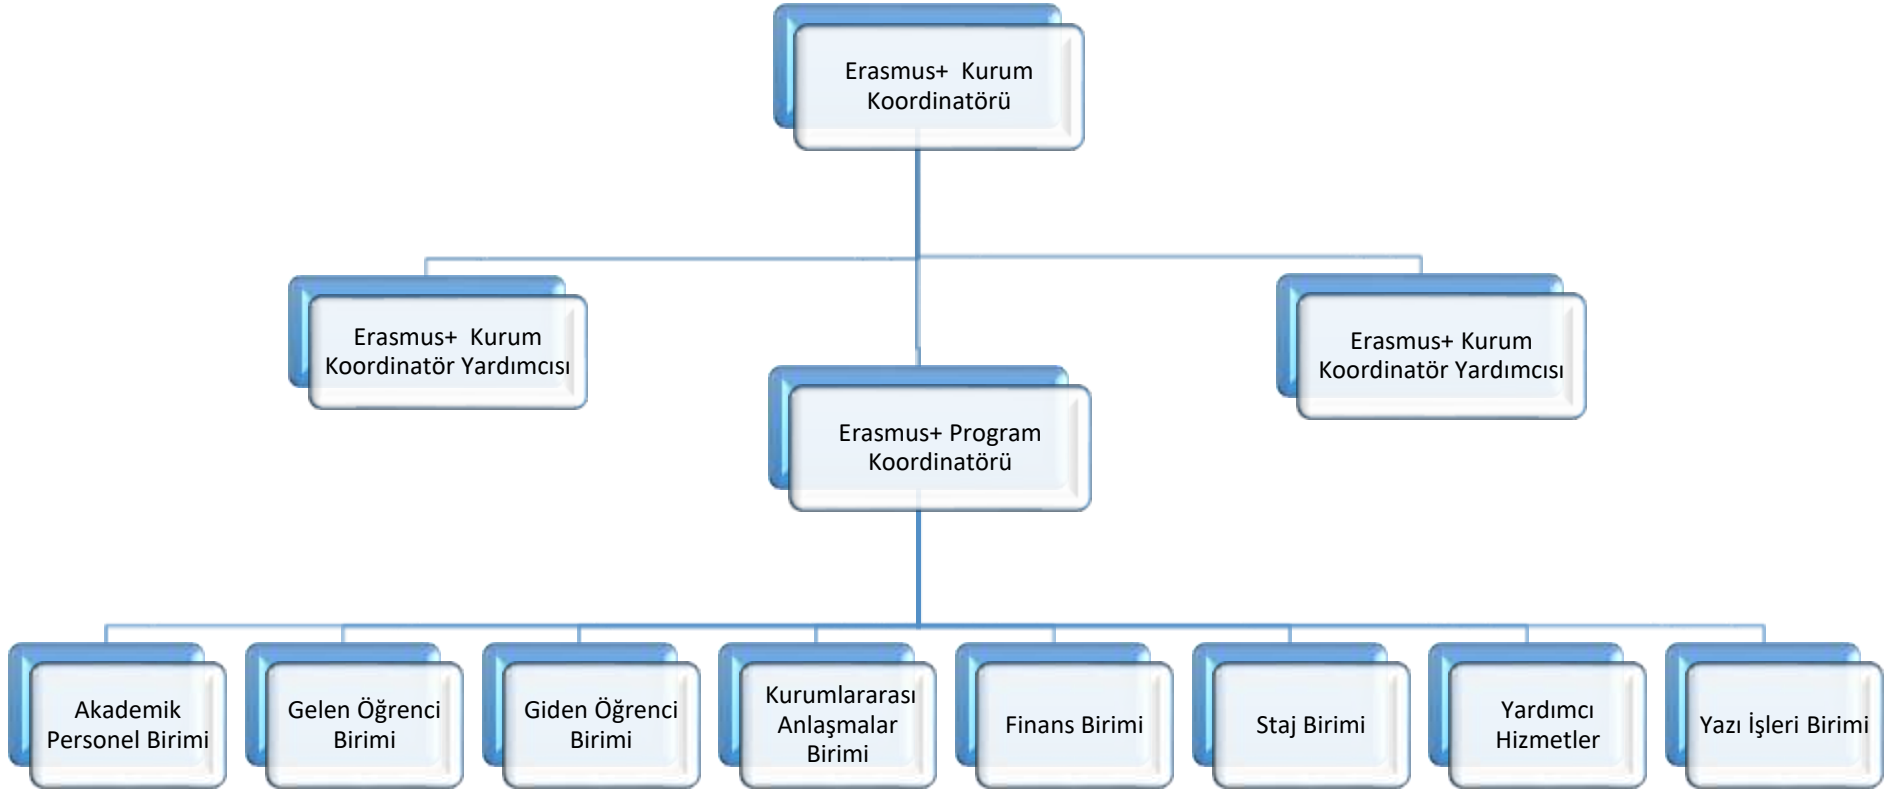 Erasmus+ Kurum
Koordinatörü
Erasmus+ Kurum
Koordinatör Yardımcısı
Erasmus+ Kurum
Koordinatör Yardımcısı
Erasmus+ Program
Koordinatörü
Akademik
Personel Birimi
Gelen Öğrenci
Birimi
Giden Öğrenci
Birimi
Kurumlararası
Anlaşmalar
Birimi
Finans Birimi
Staj Birimi
Yardımcı
Hizmetler
Yazı İşleri Birimi